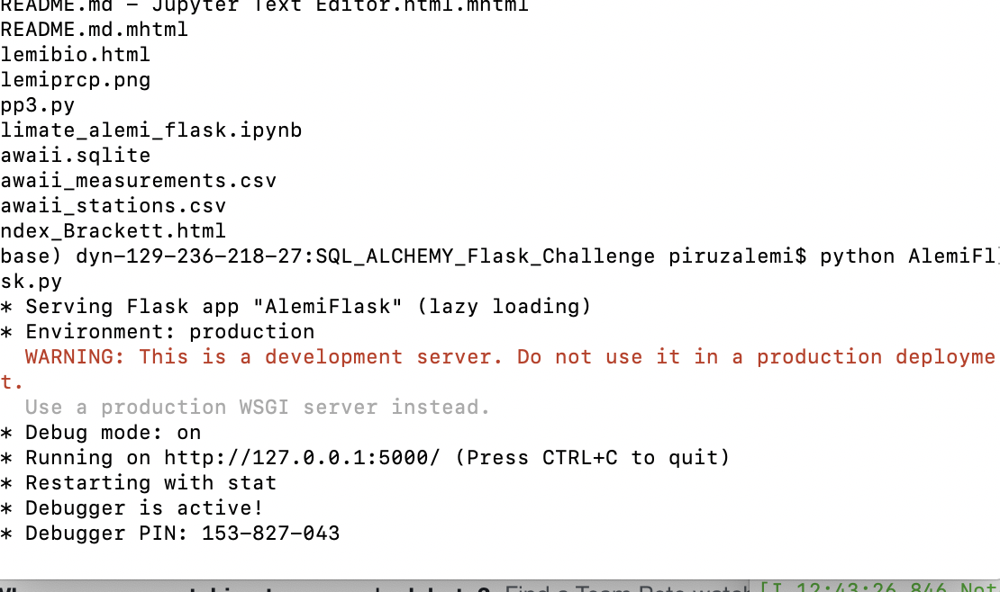 README.md — Jupyter Text Editor.html.mhtml
README.md.mhtml
lemibio.html
lemiprcp.png
pp3.py
limate_alemi_flask.ipynb
awaii.sqlite
awaii_measurements.csv
awaii_stations.csv
ndex_Brackett.html
base) dyn-129-236-218-27:SQL_ALCHEMY_Flask_Challenge piruzalemi$ python AlemiFl
sk.py
* Serving Flask app "AlemiFlask" (lazy loading)
* Environment: production
WARNING: This is a development server. Do not use it in a production deployme
t.
Use a production WSGI server instead.
* Debug mode: on
* Running on http://127.0.0.1:5000/ (Press CTRL+C to quit)
* Restarting with stat
* Debugger is active!
* Debugger PIN: 153-827-043
Find a Team Pets watch
[I 12:43:26.846 Not